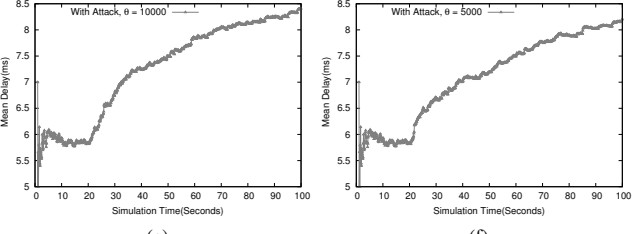 With Attack, θ = 10000
8.5
8
7.5
7
6.5
6
5.5
5
Mean Delay(ms)
0 10 20 30 40 50 60 70 80 90 100
Simulation Time(Seconds)
With Attack, θ = 5000
8.5
8
7.5
7
6.5
6
5.5
5
Mean Delay(ms)
0 10 20 30 40 50 60 70 80 90 100
Simulation Time(Seconds)